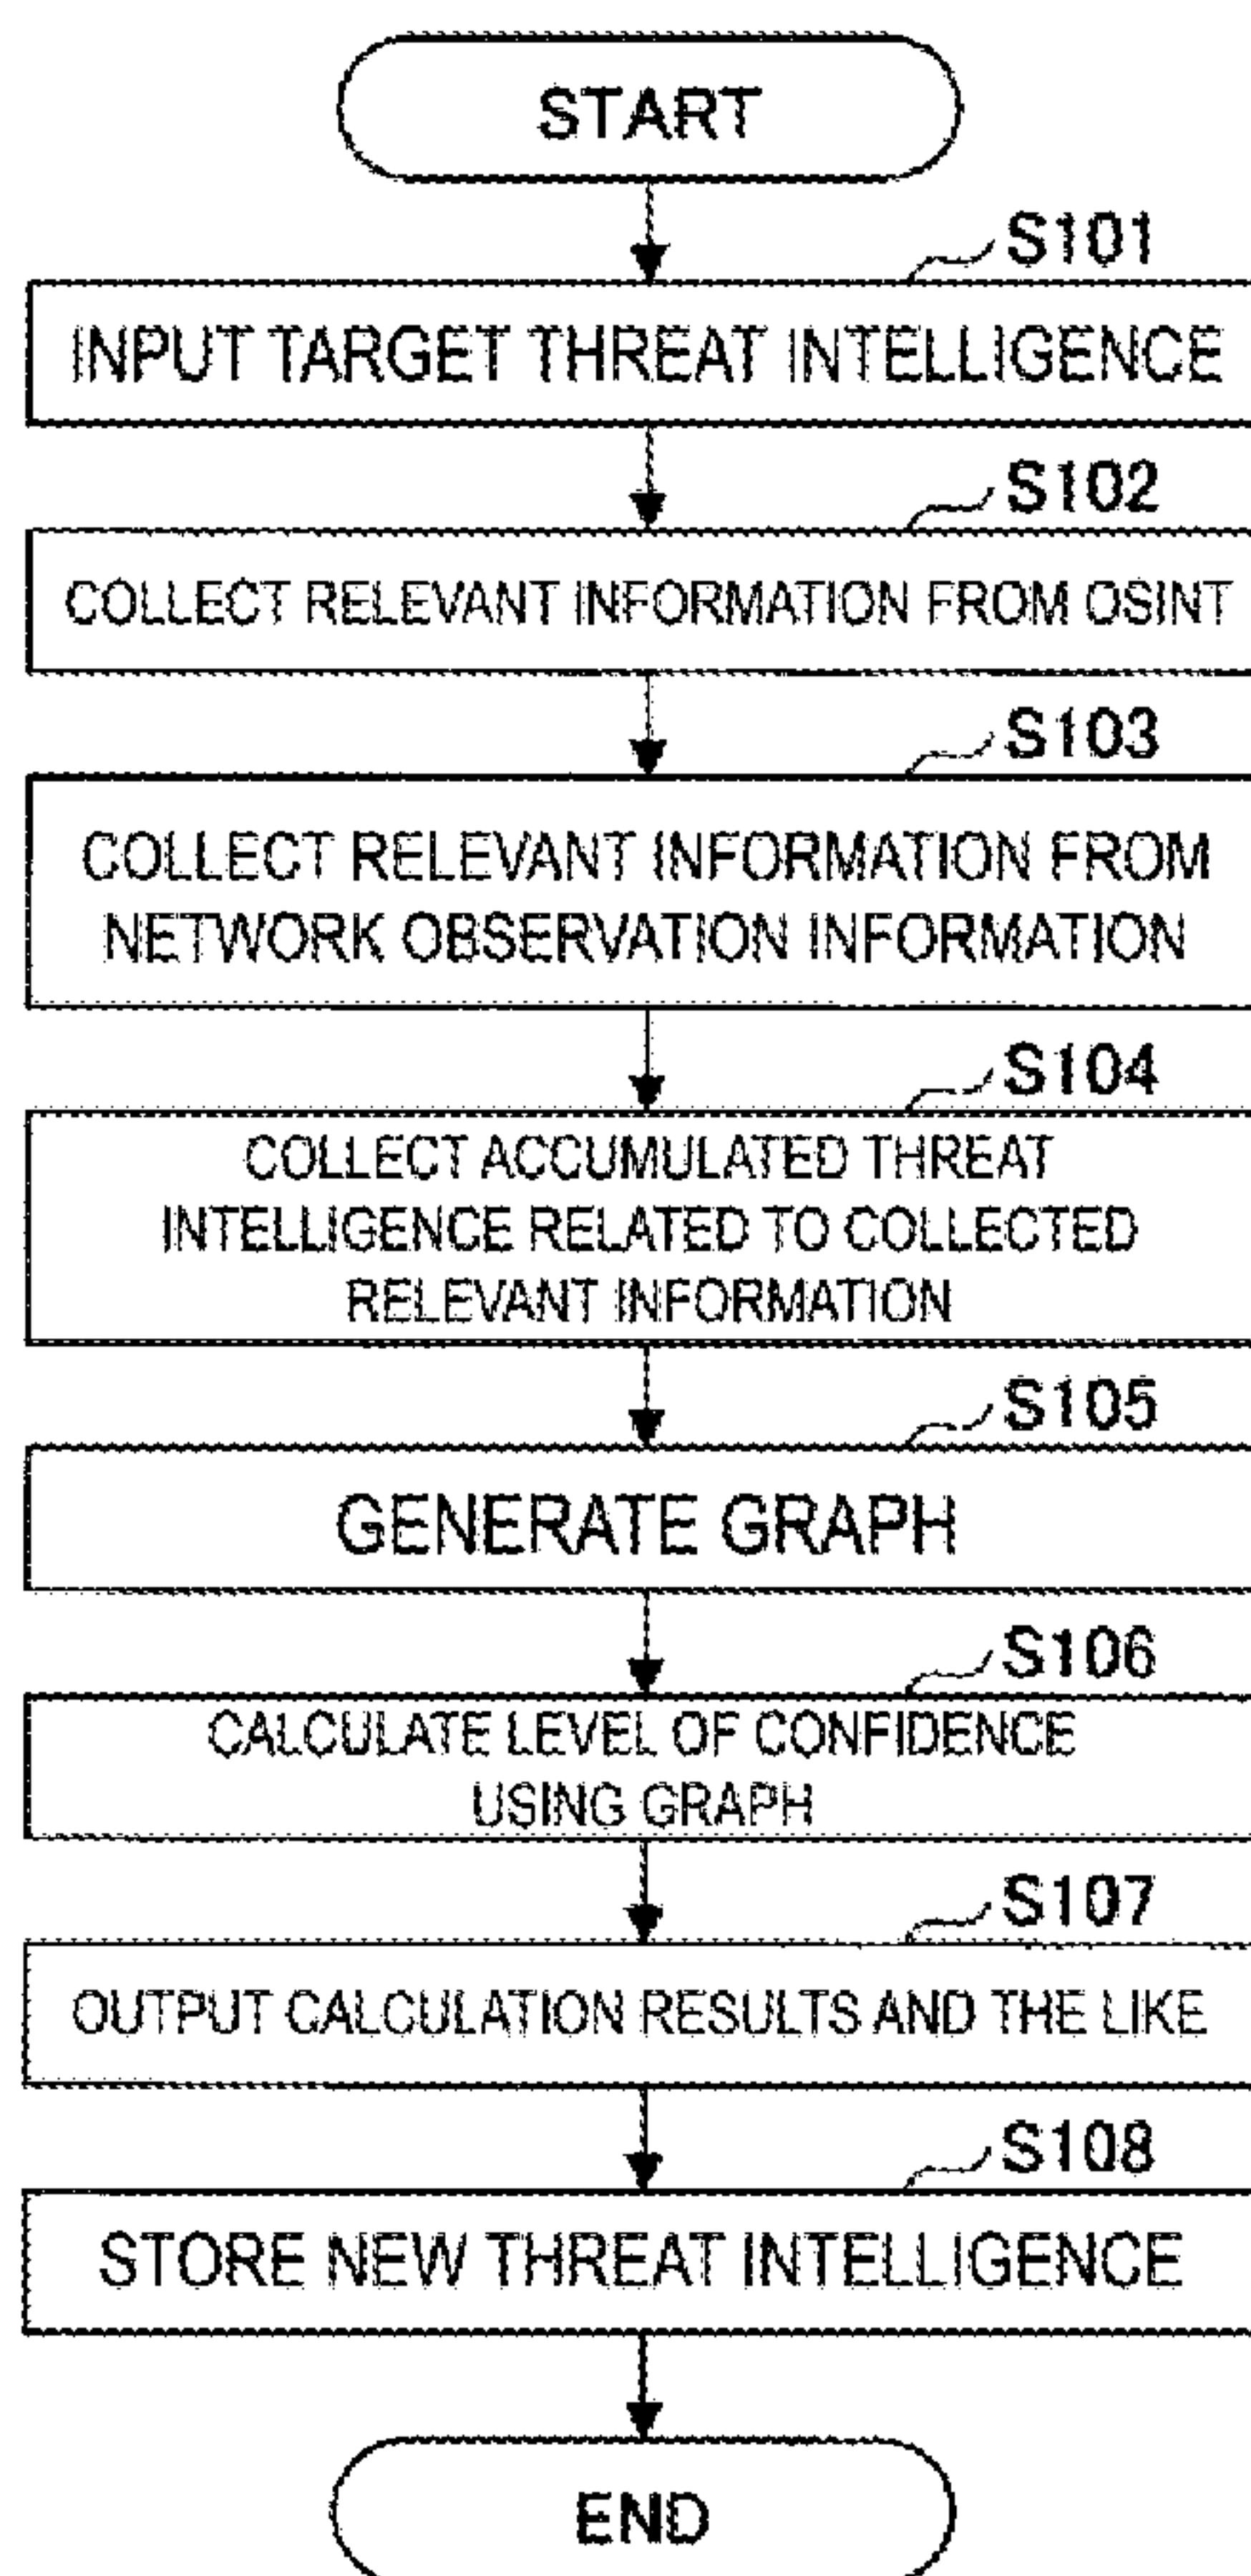 START
S101
INPUT TARGET THREAT INTELLIGENCE
S102
COLLECT RELEVANT INFORMATION FROM OSINT
S103
COLLECT RELEVANT INFORMATION FROM
NETWORK OBSERVATION INFORMATION
S104
COLLECT ACCUMULATED THREAT
INTELLIGENCE RELATED TO COLLECTED
RELEVANT INFORMATION
S105
GENERATE GRAPH
S106
CALCULATE LEVEL OF CONFIDENCE
USING GRAPH
S107
OUTPUT CALCULATION RESULTS AND THE LIKE
S108
STORE NEW THREAT INTELLIGENCE
END